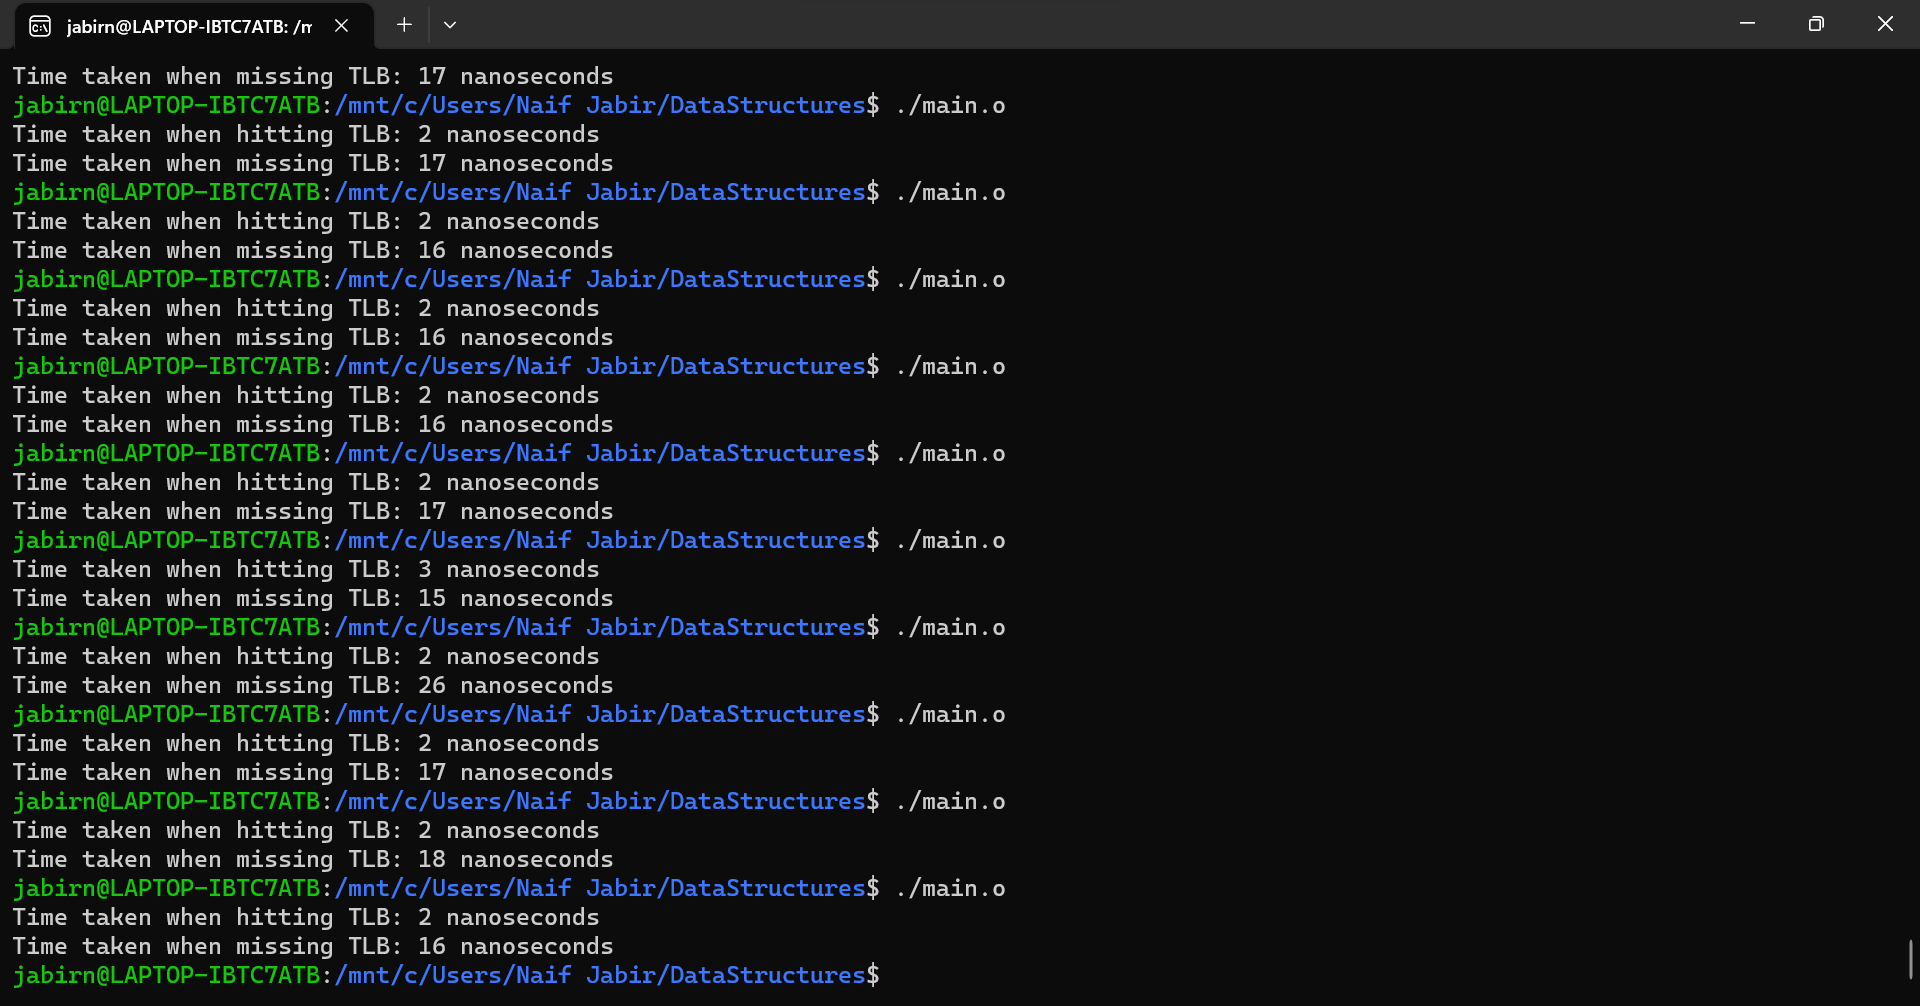 jabirn@LAPTOP-IBTC7ATB: /m
Time taken when missing TLB: 17 nanoseconds
jabirn@LAPTOP-IBTC7ATB:/mnt/c/Users/Naif Jabir/DataStructures$ ./main.o
Time taken when hitting TLB: 2 nanoseconds
Time taken when missing TLB: 17 nanoseconds
jabirn@LAPTOP-IBTC7ATB:/mnt/c/Users/Naif Jabir/DataStructures$ ./main.o
Time taken when hitting TLB: 2 nanoseconds
Time taken when missing TLB: 16 nanoseconds
jabirn@LAPTOP-IBTC7ATB:/mnt/c/Users/Naif Jabir/DataStructures$ ./main.o
Time taken when hitting TLB: 2 nanoseconds
Time taken when missing TLB: 16 nanoseconds
jabirn@LAPTOP-IBTC7ATB:/mnt/c/Users/Naif Jabir/DataStructures$ ./main.o
Time taken when hitting TLB: 2 nanoseconds
Time taken when missing TLB: 16 nanoseconds
jabirn@LAPTOP-IBTC7ATB:/mnt/c/Users/Naif Jabir/DataStructures$ ./main.o
Time taken when hitting TLB: 2 nanoseconds
Time taken when missing TLB: 17 nanoseconds
jabirn@LAPTOP-IBTC7ATB:/mnt/c/Users/Naif Jabir/DataStructures$ ./main.o
Time taken when hitting TLB: 3 nanoseconds
Time taken when missing TLB: 15 nanoseconds
jabirn@LAPTOP-IBTC7ATB:/mnt/c/Users/Naif Jabir/DataStructures$ ./main.o
Time taken when hitting TLB: 2 nanoseconds
Time taken when missing TLB: 26 nanoseconds
jabirn@LAPTOP-IBTC7ATB:/mnt/c/Users/Naif Jabir/DataStructures$ ./main.o
Time taken when hitting TLB: 2 nanoseconds
Time taken when missing TLB: 17 nanoseconds
jabirn@LAPTOP-IBTC7ATB:/mnt/c/Users/Naif Jabir/DataStructures$ ./main.o
Time taken when hitting TLB: 2 nanoseconds
Time taken when missing TLB: 18 nanoseconds
jabirn@LAPTOP-IBTC7ATB:/mnt/c/Users/Naif Jabir/DataStructures$ ./main.o
Time taken when hitting TLB: 2 nanoseconds
Time taken when missing TLB: 16 nanoseconds
jabirn@LAPTOP-IBTC7ATB:/mnt/c/Users/Naif Jabir/DataStructures$